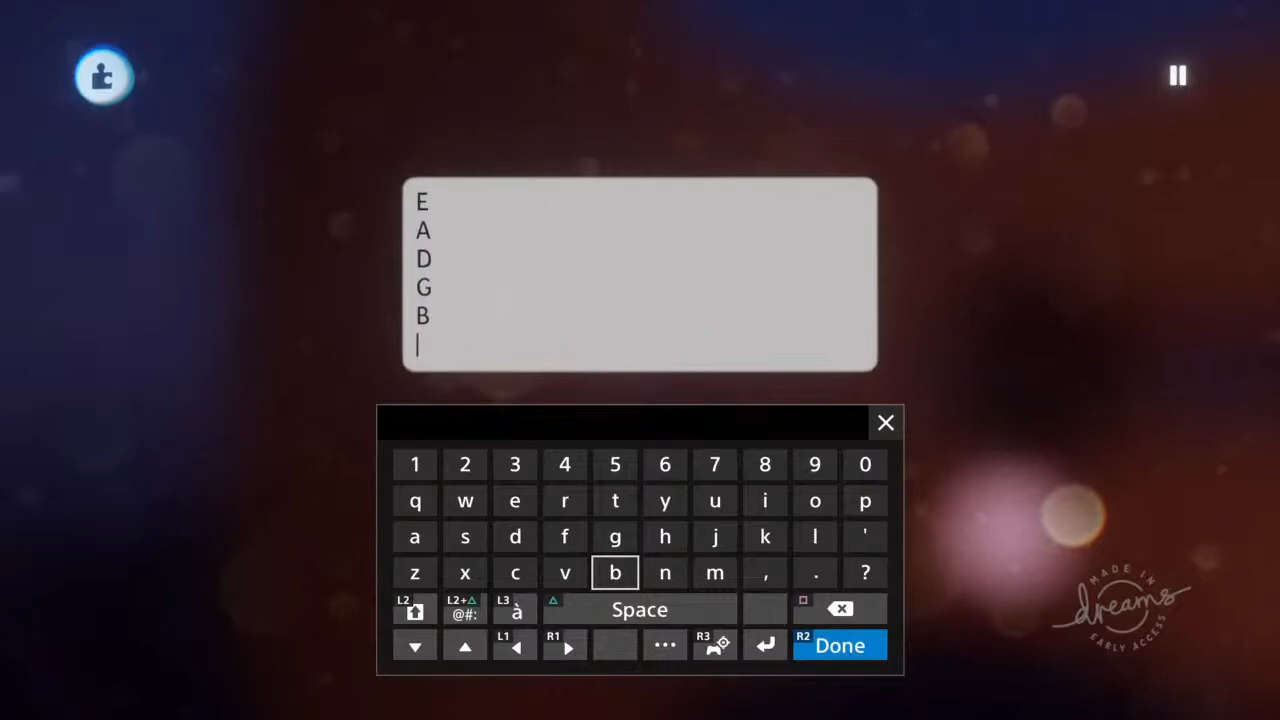 E
A
D
G
B
1 2 3 4 5 6 7 8 9 0
q w e r t y u i o p
a s d f g h j k l '
z x c v b n m , . ?
L2 L2+△ @#: L3 à △ Space □
L1 R1 ... R3 R2 Done
MADE IN
dreams
EARLY ACCESS